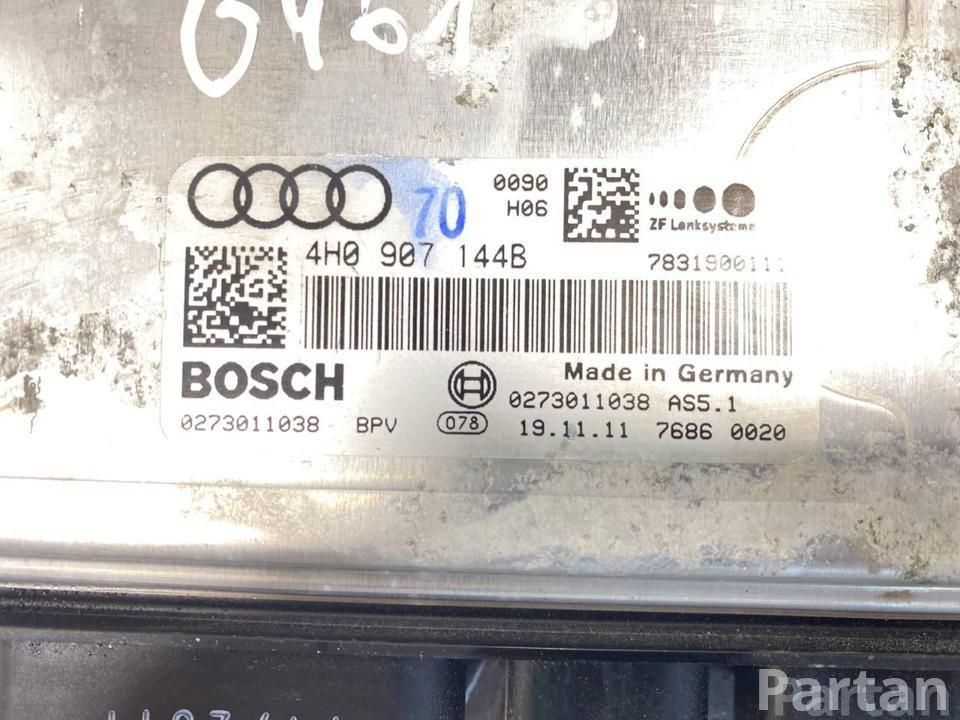 70
0090
H06
ZF Lenksysteme
4H0 907 144B
BOSCH
Made in Germany
0273011038 AS5.1
0273011038 BPV 078 19.11.11 7686 0020
Partan